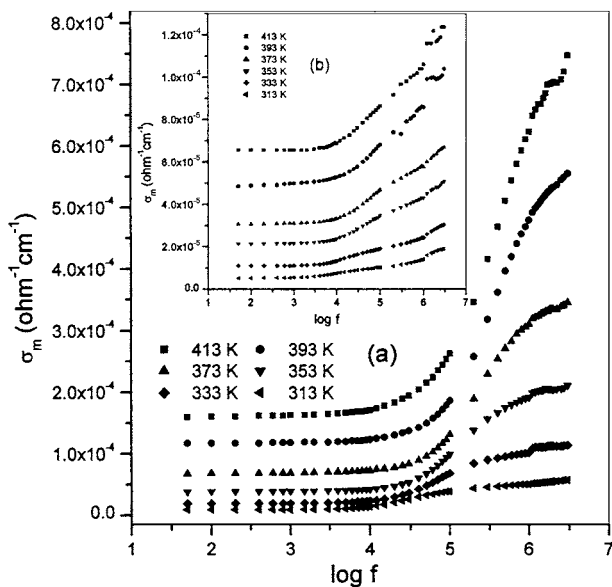 8.0x10⁻⁴
7.0x10⁻⁴
6.0x10⁻⁴
5.0x10⁻⁴
4.0x10⁻⁴
3.0x10⁻⁴
2.0x10⁻⁴
1.0x10⁻⁴
0.0
σm (ohm⁻¹cm⁻¹)
1 2 3 4 5 6 7
log f
(a)
413 K 393 K
373 K 353 K
333 K 313 K
(b)
413 K
393 K
373 K
353 K
333 K
313 K
1.2x10⁻⁴
1.0x10⁻⁴
8.0x10⁻⁵
6.0x10⁻⁵
4.0x10⁻⁵
2.0x10⁻⁵
0.0
σm (ohm⁻¹cm⁻¹)
1 2 3 4 5 6 7
log f